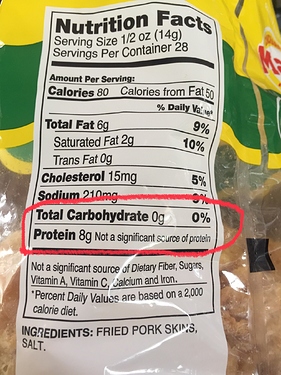 Nutrition Facts
Serving Size 1/2 oz (14g)
Servings Per Container 28
Ma
Amount Per Serving:
Calories 80 Calories from Fat 50
% Daily
Total Fat 6g 9%
Saturated Fat 2g 10%
Trans Fat 0g
Cholesterol 15mg 5%
Sodium 210mg 9%
Total Carbohydrate 0g 0%
Protein 8g Not a significant source of protein
Not a significant source of Dietary Fiber, Sugars,
Vitamin A, Vitamin C, Calcium and Iron.
*Percent Daily Values are based on a 2,000
calorie diet.
INGREDIENTS: FRIED PORK SKINS,
SALT.